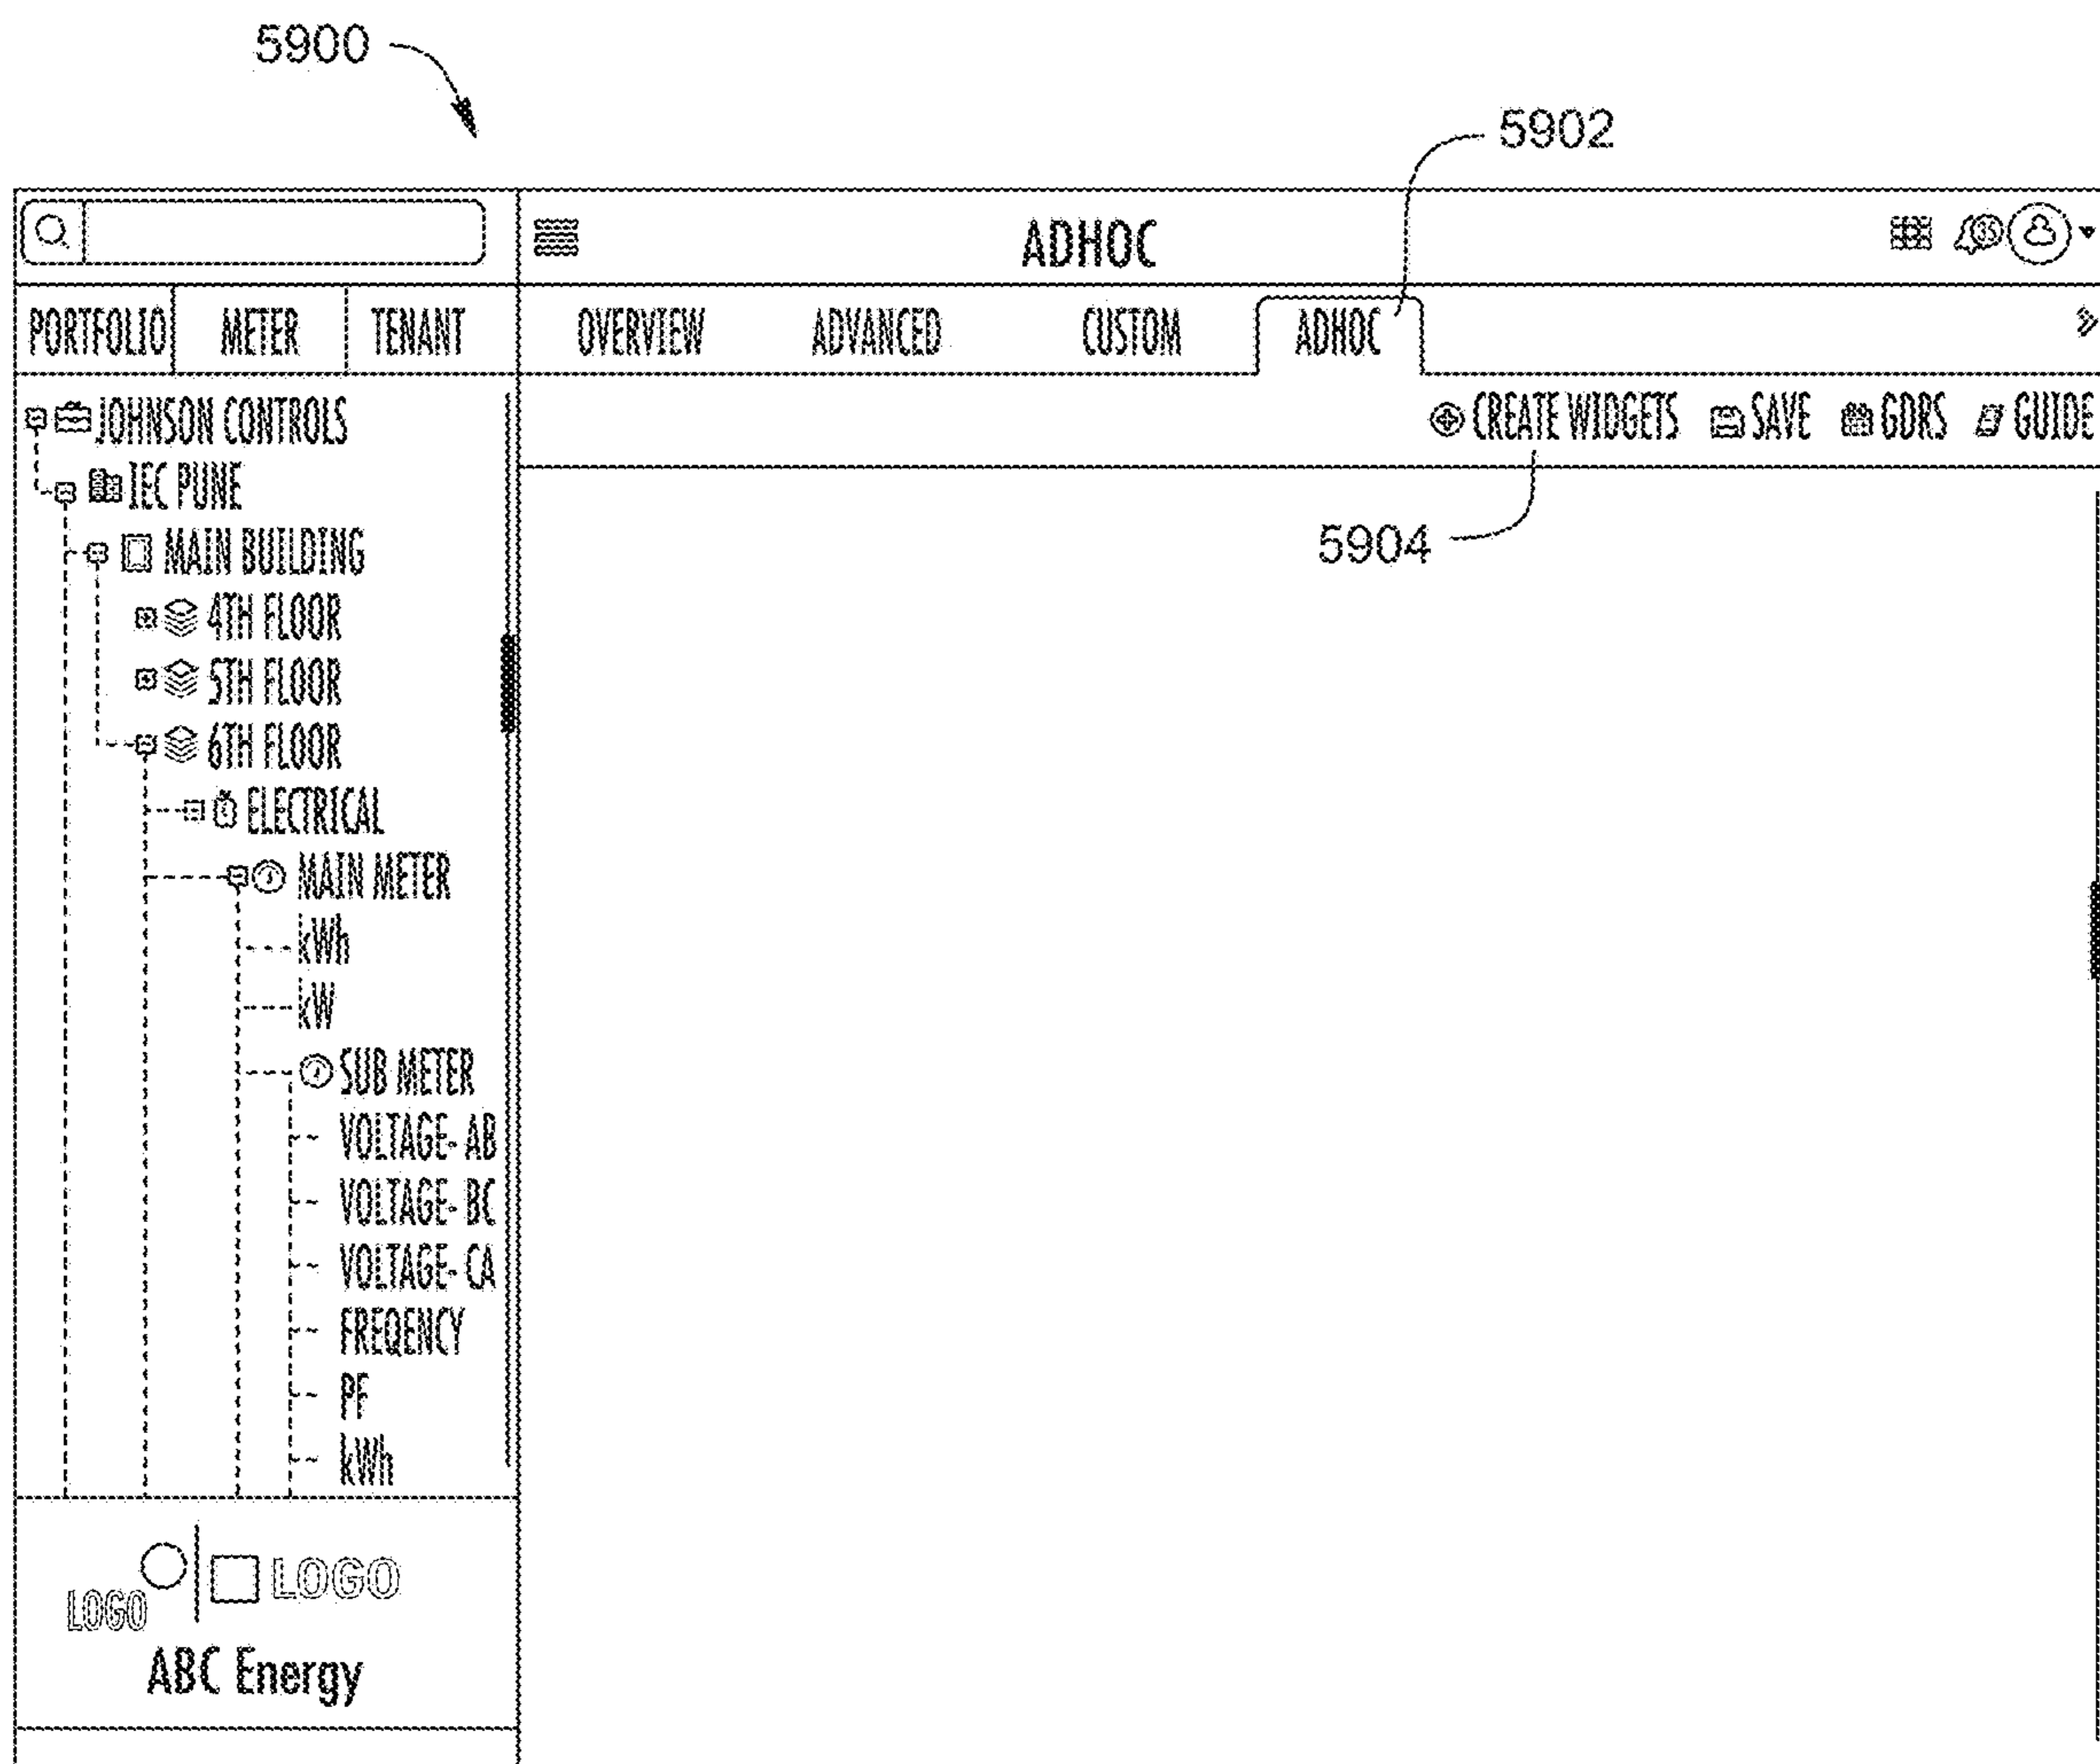 5900
5902
ADHOC
35
PORTFOLIO METER TENANT
OVERVIEW ADVANCED CUSTOM ADHOC
CREATE WIDGETS SAVE GDRS GUIDE
5904
JOHNSON CONTROLS
IEC PUNE
MAIN BUILDING
4TH FLOOR
5TH FLOOR
6TH FLOOR
ELECTRICAL
MAIN METER
kWh
kW
SUB METER
VOLTAGE- AB
VOLTAGE- BC
VOLTAGE- CA
FREQENCY
PF
kWh
LOGO
LOGO
ABC Energy